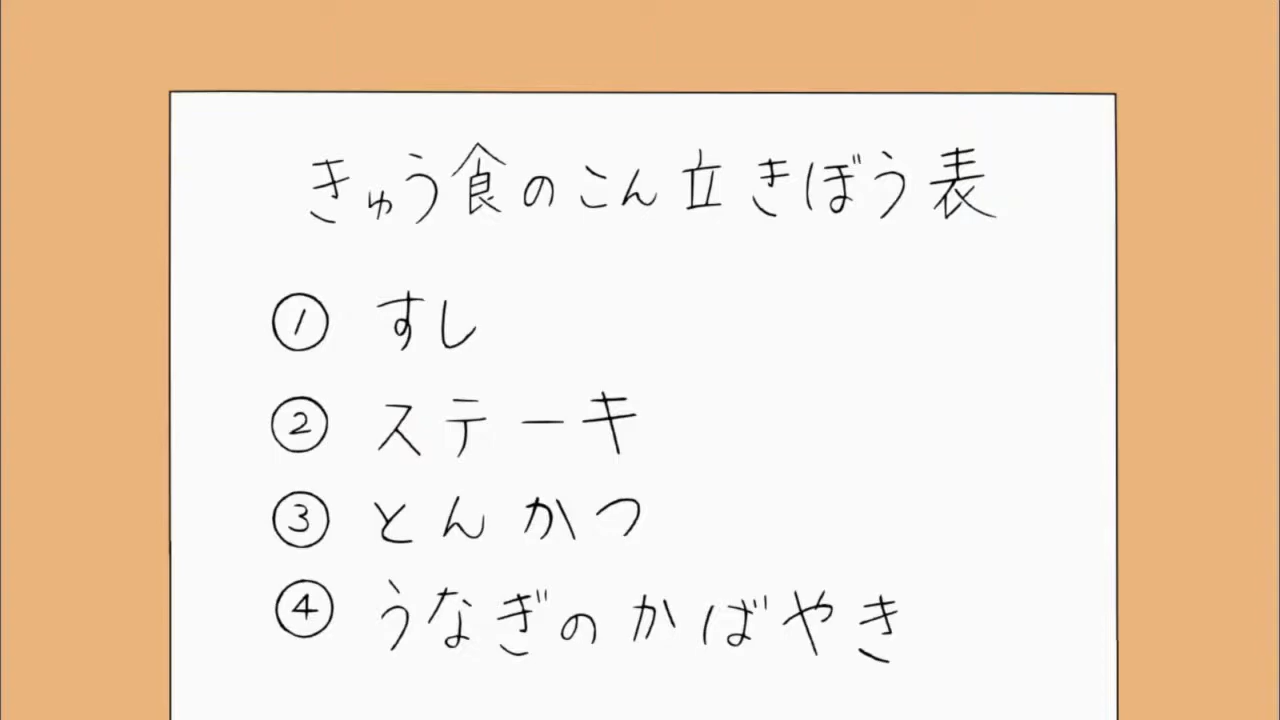 きゅう食のこん立きぼう表
① すし
② ステーキ
③ とんかつ
④ うなぎのかばやき